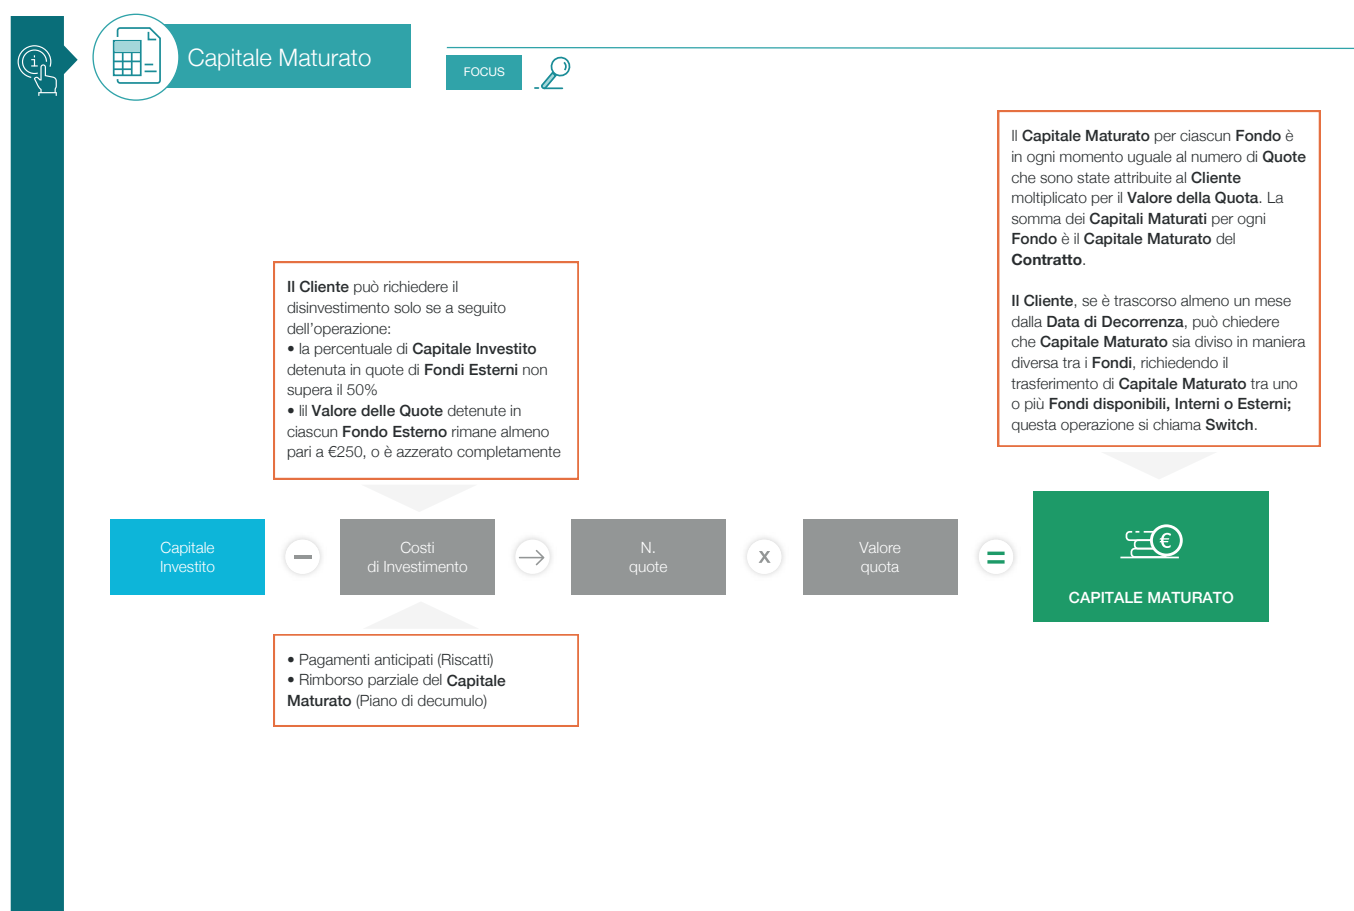 Capitale Maturato
FOCUS
Il Capitale Maturato per ciascun Fondo è
in ogni momento uguale al numero di Quote
che sono state attribuite al Cliente
moltiplicato per il Valore della Quota. La
somma dei Capitali Maturati per ogni
Fondo è il Capitale Maturato del
Contratto.
Il Cliente, se è trascorso almeno un mese
dalla Data di Decorrenza, può chiedere
che Capitale Maturato sia diviso in maniera
diversa tra i Fondi, richiedendo il
trasferimento di Capitale Maturato tra uno
o più Fondi disponibili, Interni o Esterni;
questa operazione si chiama Switch.
Il Cliente può richiedere il
disinvestimento solo se a seguito
dell'operazione:
• la percentuale di Capitale Investito
detenuta in quote di Fondi Esterni non
supera il 50%
• lil Valore delle Quote detenute in
ciascun Fondo Esterno rimane almeno
pari a €250, o è azzerato completamente
Capitale
Investito
–
Costi
di Investimento
→
N.
quote
x
Valore
quota
=
€
CAPITALE MATURATO
• Pagamenti anticipati (Riscatti)
• Rimborso parziale del Capitale
Maturato (Piano di decumulo)